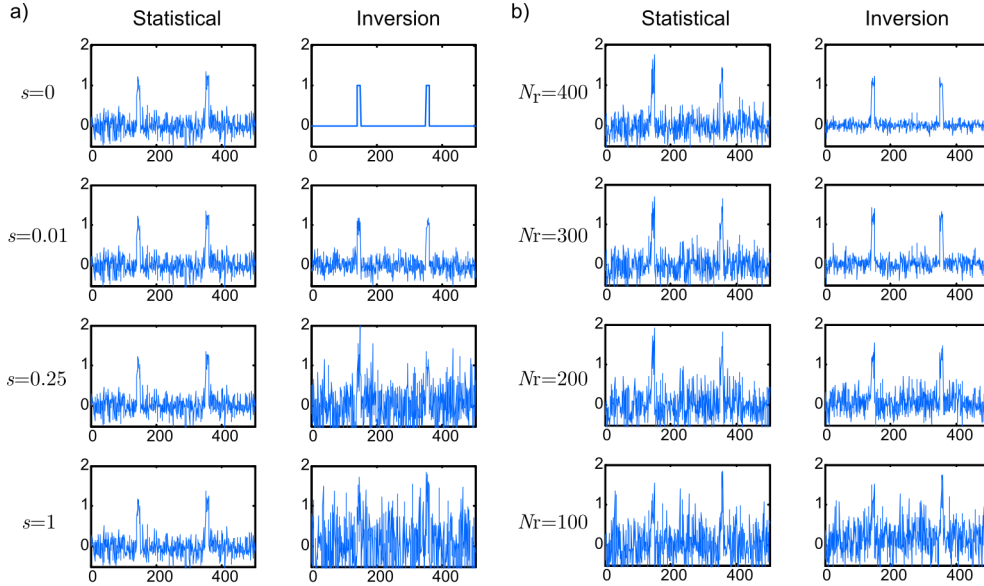 a) Statistical Inversion b) Statistical Inversion
s=0 2 1 0 0 200 400 2 1 0 0 200 400 Nr=400 2 1 0 0 200 400 2 1 0 0 200 400
s=0.01 2 1 0 0 200 400 2 1 0 0 200 400 Nr=300 2 1 0 0 200 400 2 1 0 0 200 400
s=0.25 2 1 0 0 200 400 2 1 0 0 200 400 Nr=200 2 1 0 0 200 400 2 1 0 0 200 400
s=1 2 1 0 0 200 400 2 1 0 0 200 400 Nr=100 2 1 0 0 200 400 2 1 0 0 200 400